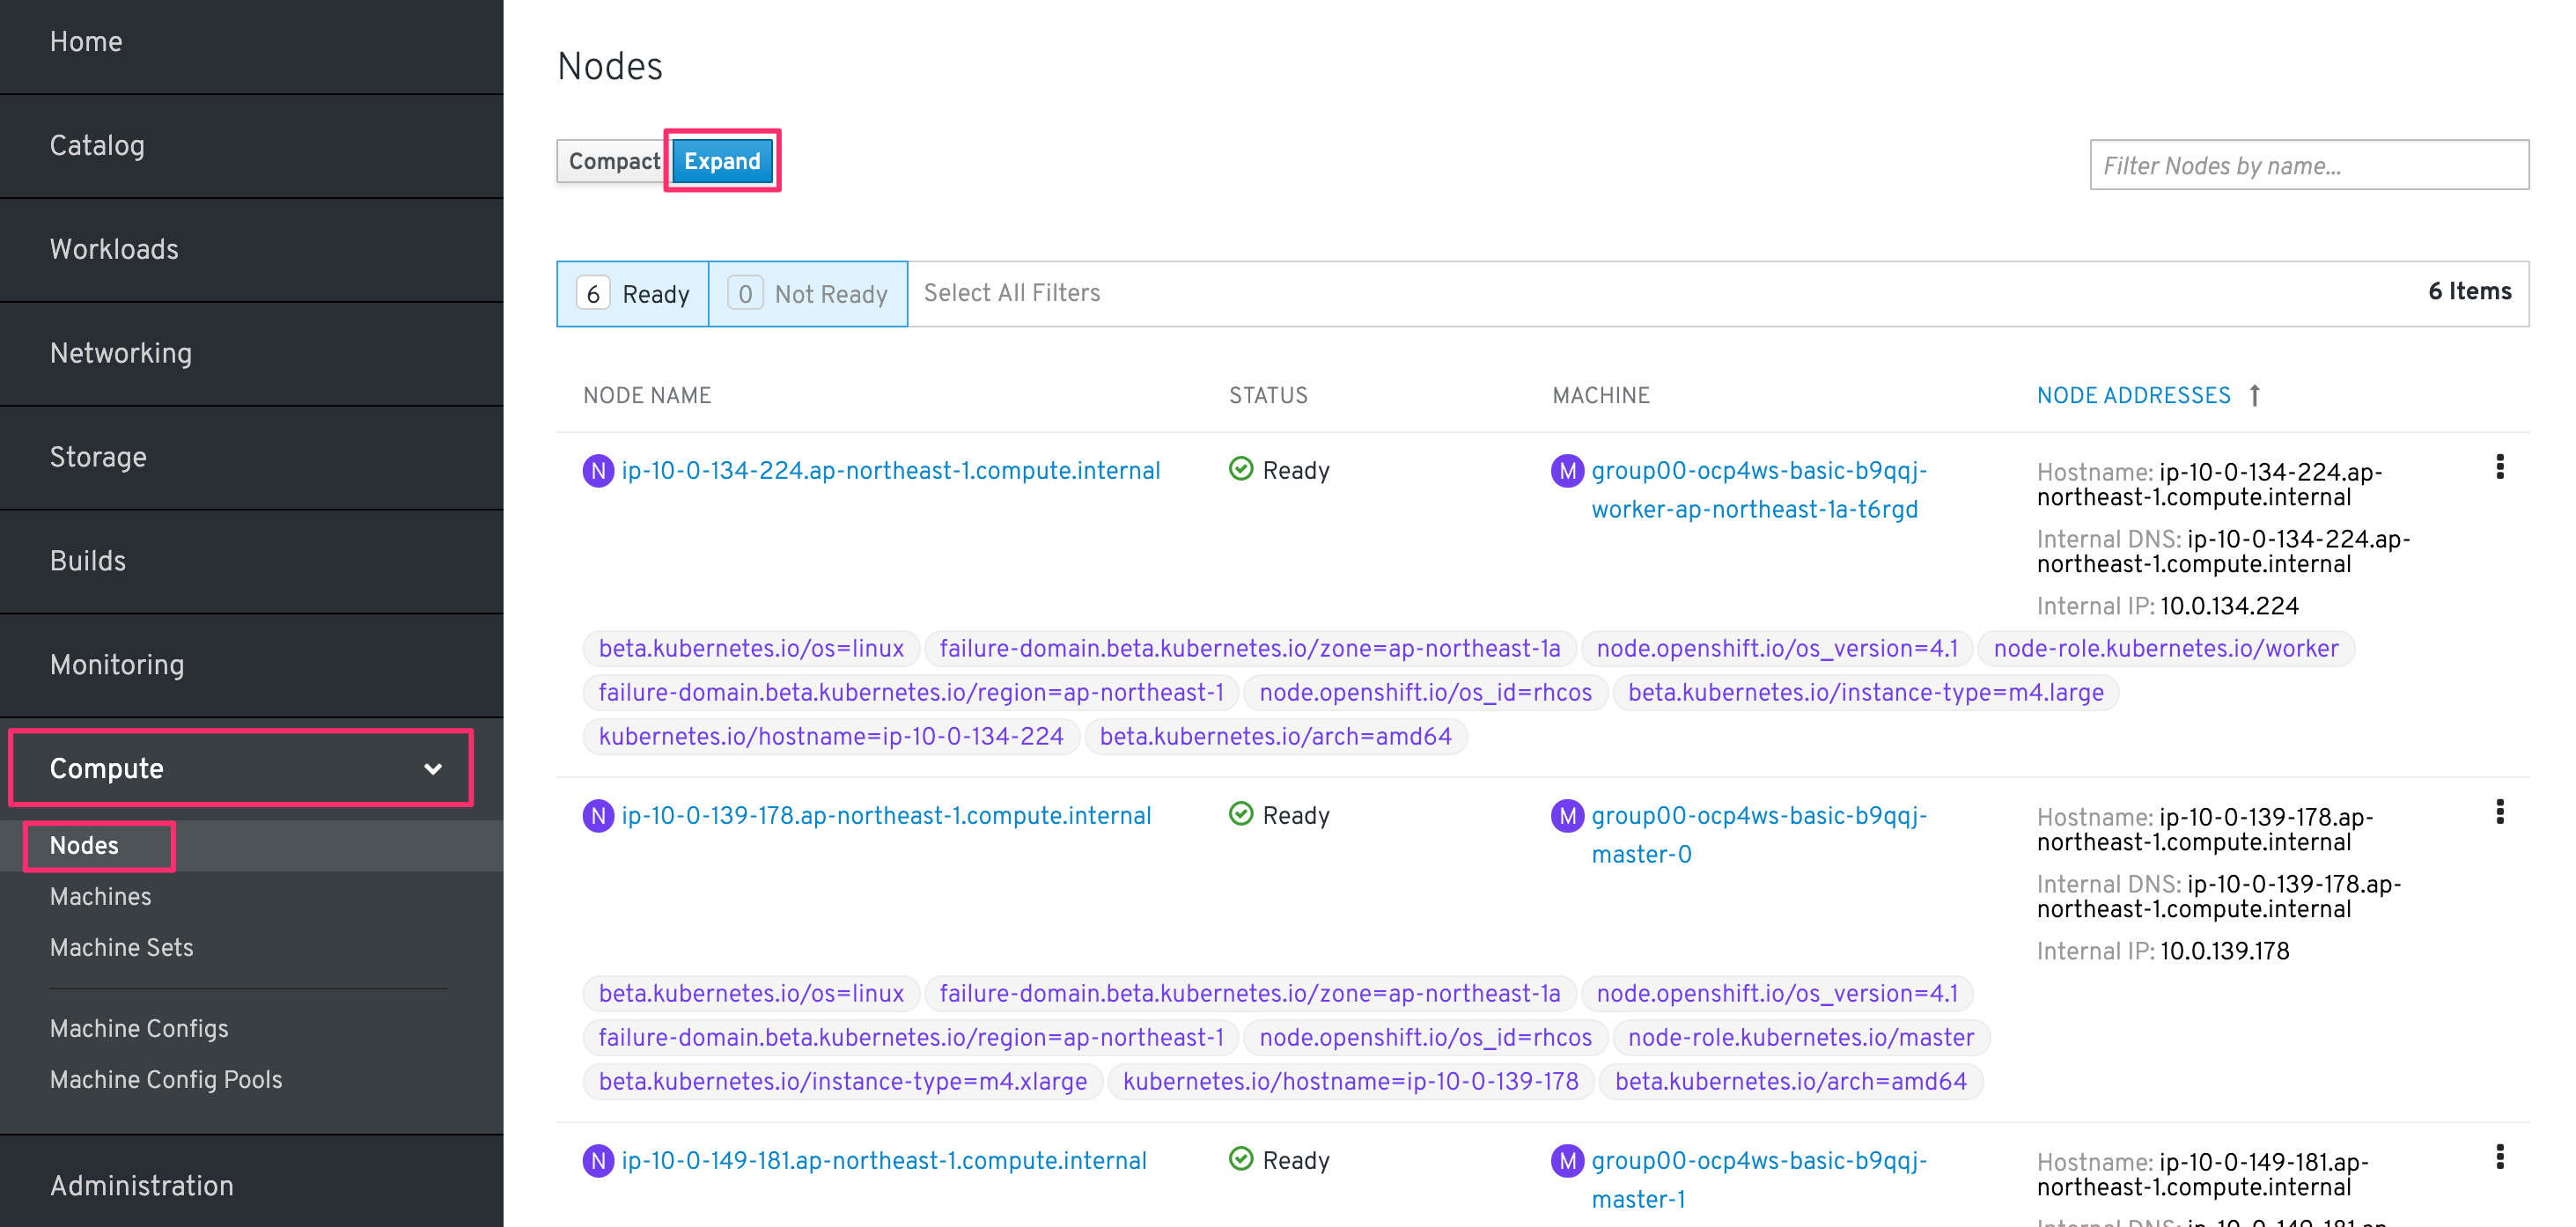 Home
Catalog
Workloads
Networking
Storage
Builds
Monitoring
Compute
Nodes
Machines
Machine Sets
Machine Configs
Machine Config Pools
Administration
Nodes
Compact Expand
Filter Nodes by name...
6 Ready 0 Not Ready Select All Filters 6 Items
NODE NAME STATUS MACHINE NODE ADDRESSES
N ip-10-0-134-224.ap-northeast-1.compute.internal Ready M group00-ocp4ws-basic-b9qqj-
worker-ap-northeast-1a-t6rgd
Hostname: ip-10-0-134-224.ap-
northeast-1.compute.internal
Internal DNS: ip-10-0-134-224.ap-
northeast-1.compute.internal
Internal IP: 10.0.134.224
beta.kubernetes.io/os=linux failure-domain.beta.kubernetes.io/zone=ap-northeast-1a node.openshift.io/os_version=4.1 node-role.kubernetes.io/worker
failure-domain.beta.kubernetes.io/region=ap-northeast-1 node.openshift.io/os_id=rhcos beta.kubernetes.io/instance-type=m4.large
kubernetes.io/hostname=ip-10-0-134-224 beta.kubernetes.io/arch=amd64
N ip-10-0-139-178.ap-northeast-1.compute.internal Ready M group00-ocp4ws-basic-b9qqj-
master-0
Hostname: ip-10-0-139-178.ap-
northeast-1.compute.internal
Internal DNS: ip-10-0-139-178.ap-
northeast-1.compute.internal
Internal IP: 10.0.139.178
beta.kubernetes.io/os=linux failure-domain.beta.kubernetes.io/zone=ap-northeast-1a node.openshift.io/os_version=4.1
failure-domain.beta.kubernetes.io/region=ap-northeast-1 node.openshift.io/os_id=rhcos node-role.kubernetes.io/master
beta.kubernetes.io/instance-type=m4.xlarge kubernetes.io/hostname=ip-10-0-139-178 beta.kubernetes.io/arch=amd64
N ip-10-0-149-181.ap-northeast-1.compute.internal Ready M group00-ocp4ws-basic-b9qqj-
master-1
Hostname: ip-10-0-149-181.ap-
northeast-1.compute.internal
Internal DNS: ip-10-0-149-181.ap-